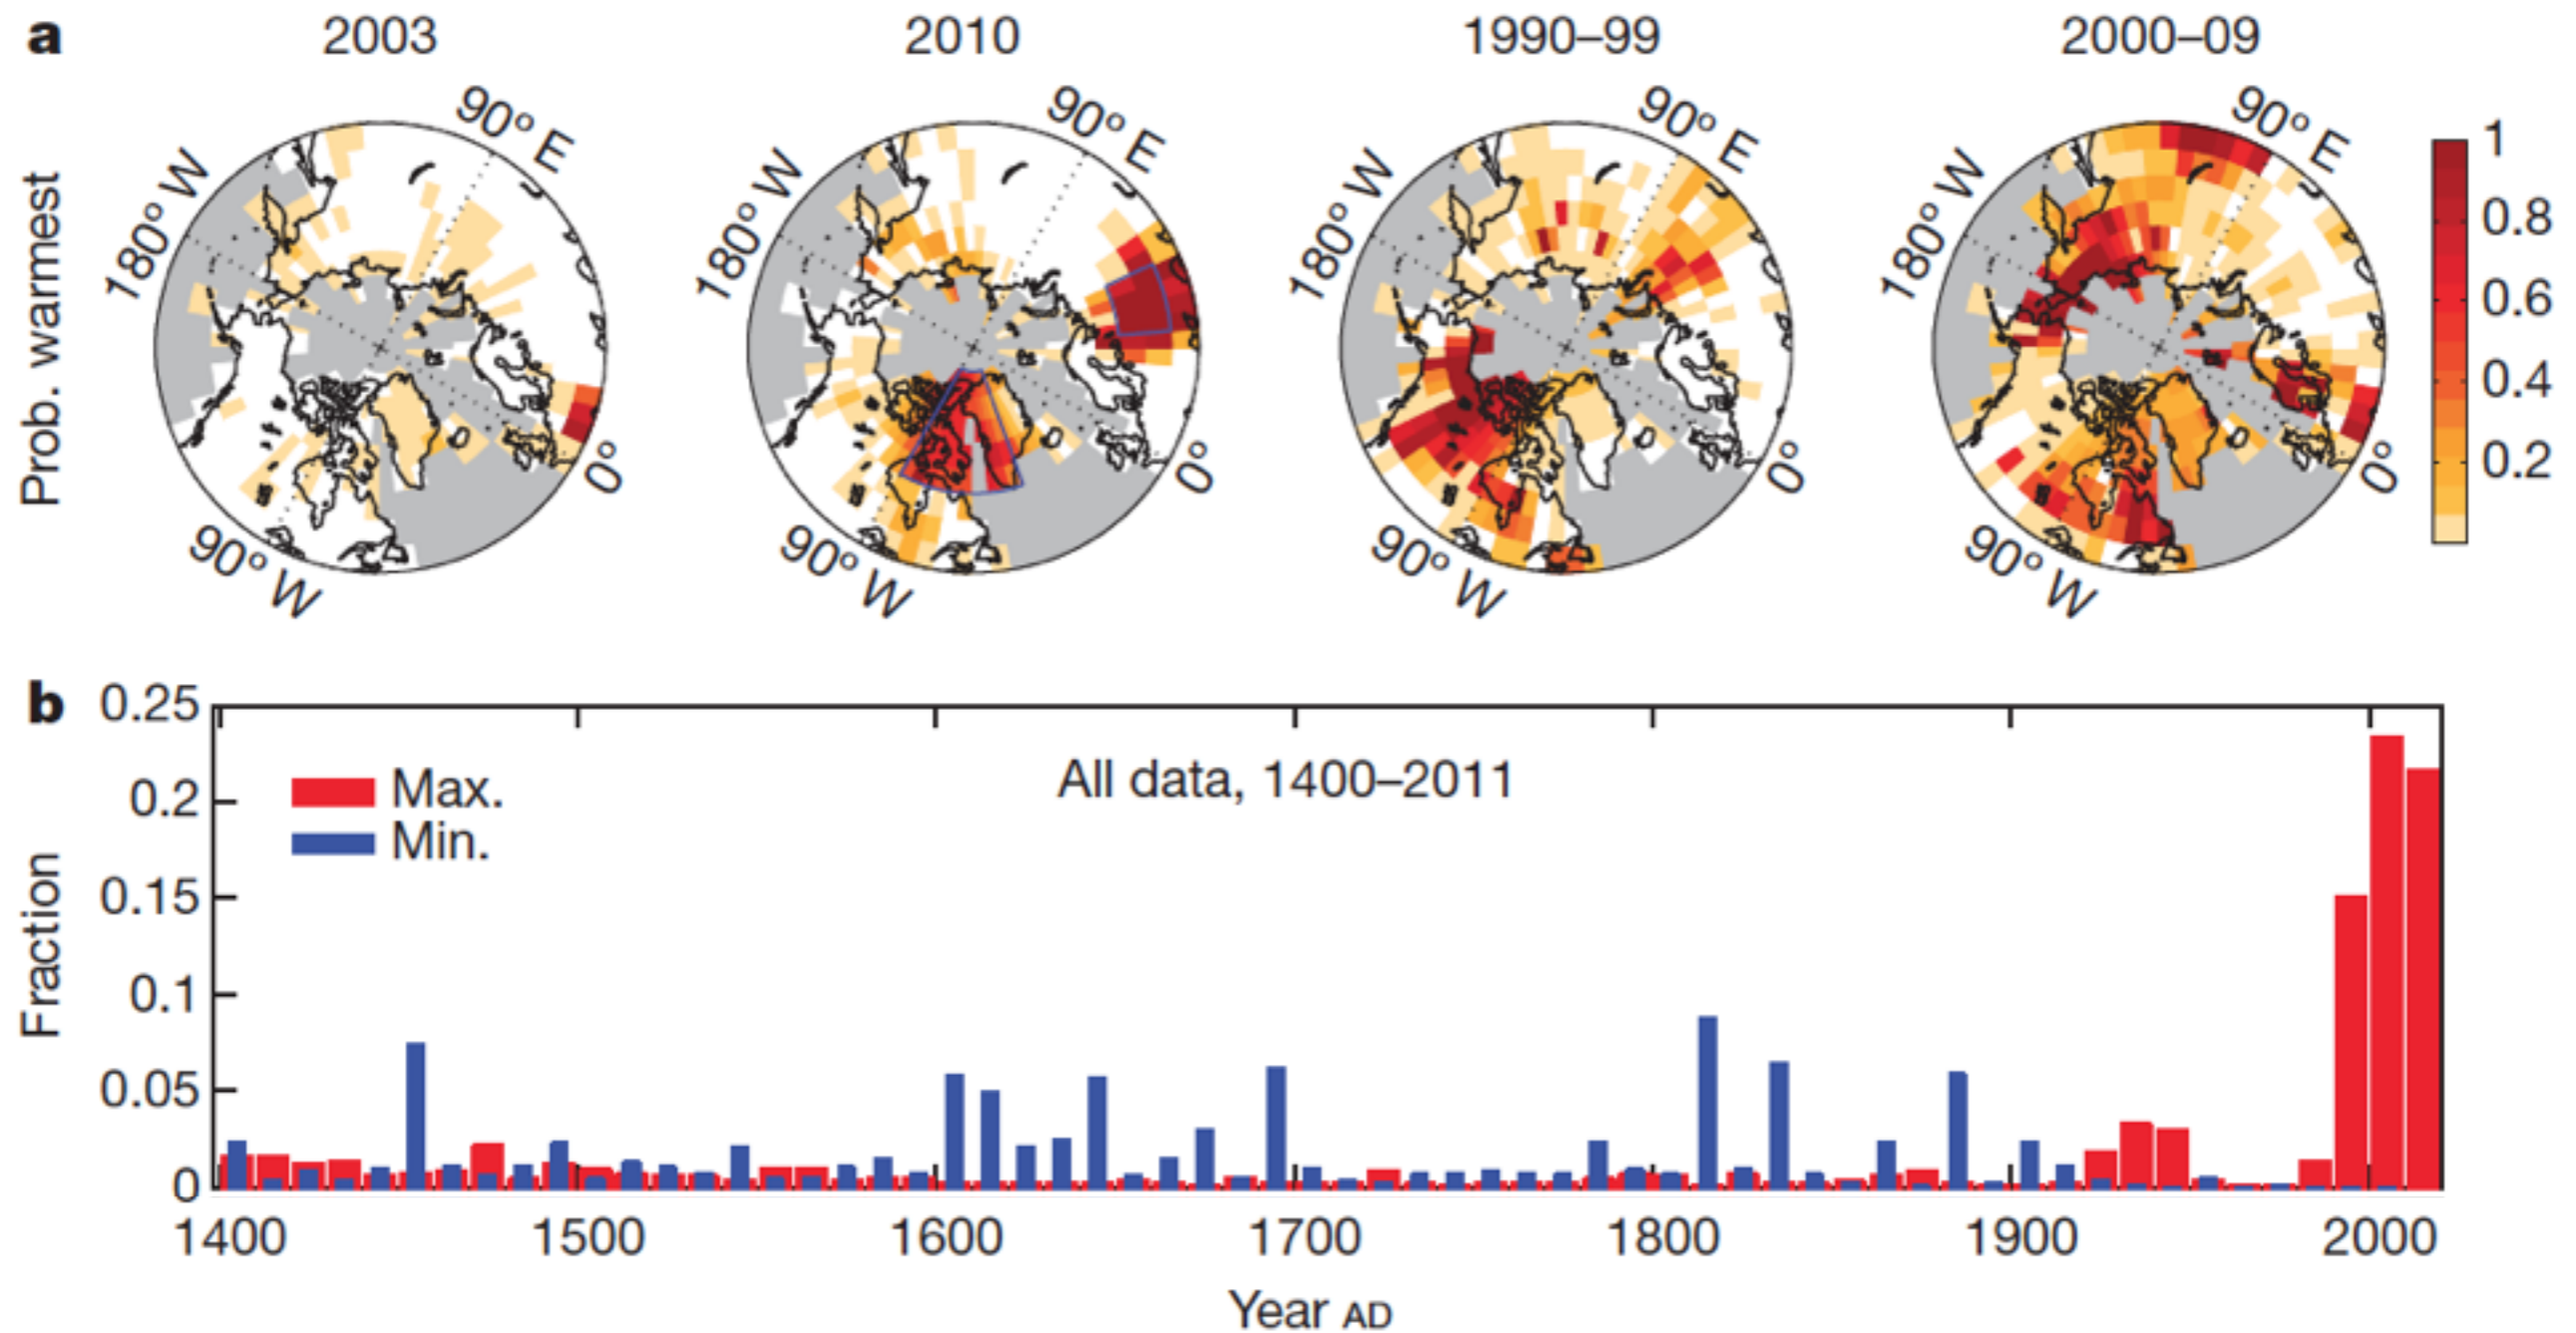 a
2003 2010 1990–99 2000–09
Prob. warmest
180° W 90° E 180° W 90° E 180° W 90° E 180° W 90° E
90° W 0° 90° W 0° 90° W 0° 90° W 0°
1
0.8
0.6
0.4
0.2
b
All data, 1400–2011
Max.
Min.
Fraction
0.25
0.2
0.15
0.1
0.05
0
1400 1500 1600 1700 1800 1900 2000
Year AD